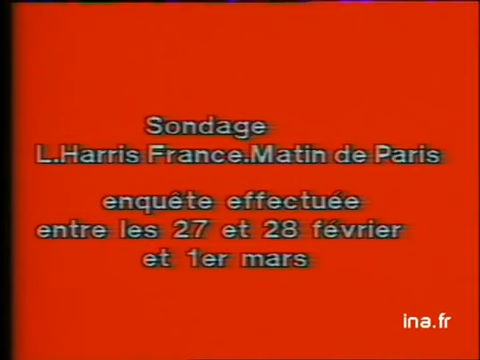 Sondage
L.Harris France.Matin de Paris
enquête effectuée
entre les 27 et 28 février
et 1er mars
ina.fr